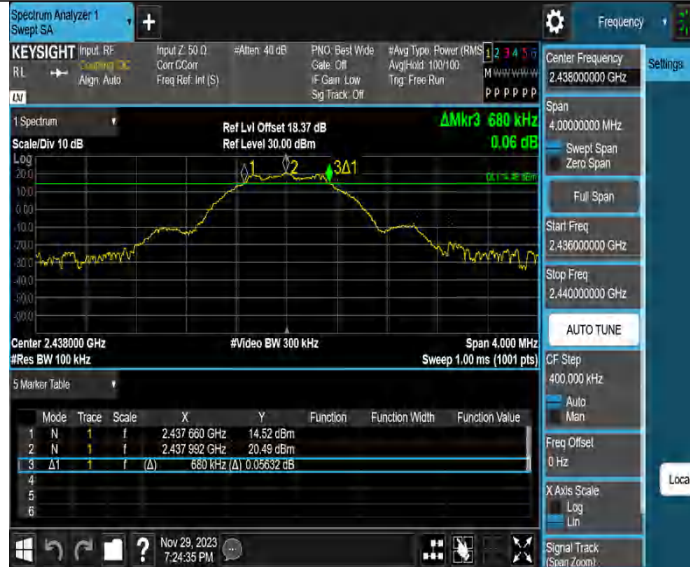 Spectrum Analyzer 1
Swept SA
+
Frequency
KEYSIGHT
RL
Input: RF
Coupling: DC
Align: Auto
Input Z: 50 Ω
Corr CCorr
Freq Ref: Int (S)
#Atten: 40 dB
PNO: Best Wide
Gate: Off
IF Gain: Low
Sig Track: Off
#Avg Type: Power (RMS
Avg|Hold: 100/100
Trig: Free Run
1 2 3 4 5 6
M W W W W W
P P P P P P
LNI
Center Frequency
2.438000000 GHz
Settings
Span
4.00000000 MHz
Swept Span
Zero Span
Full Span
Start Freq
2.436000000 GHz
Stop Freq
2.440000000 GHz
AUTO TUNE
CF Step
400.000 kHz
Auto
Man
Freq Offset
0 Hz
X Axis Scale
Log
Lin
Signal Track
(Span Zoom)
Local
1 Spectrum
Scale/Div 10 dB
Ref Lvl Offset 18.37 dB
Ref Level 30.00 dBm
ΔMkr3 680 kHz
0.06 dB
Log
20.0
10.0
0.00
-10.0
-20.0
-30.0
-40.0
-50.0
-60.0
1
2
3Δ1
Center 2.438000 GHz
#Res BW 100 kHz
#Video BW 300 kHz
Span 4.000 MHz
Sweep 1.00 ms (1001 pts)
5 Marker Table
Mode Trace Scale X Y Function Function Width Function Value
1 N 1 f 2.437 660 GHz 14.52 dBm
2 N 1 f 2.437 992 GHz 20.49 dBm
3 Δ1 1 f (Δ) 680 kHz (Δ) 0.05632 dB
4
5
6
?
Nov 29, 2023
7:24:35 PM